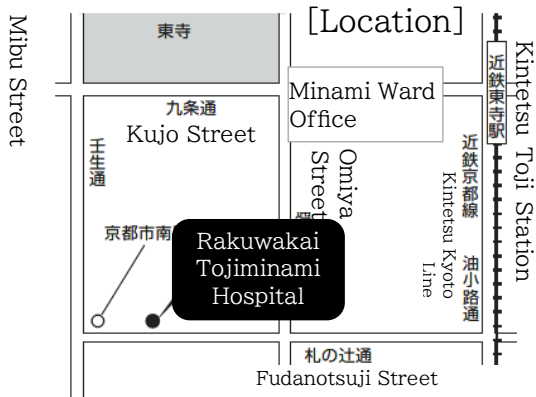 [Location]
東寺
Mibu Street
Minami Ward
Office
近鉄東寺駅
Kintetsu Toji Station
九条通
Kujo Street
壬生通
Omiya
Street
近鉄京都線
Kintetsu Kyoto
Line
油小路通
京都市南
Rakuwakai
Tojiminami
Hospital
札の辻通
Fudanotsuji Street